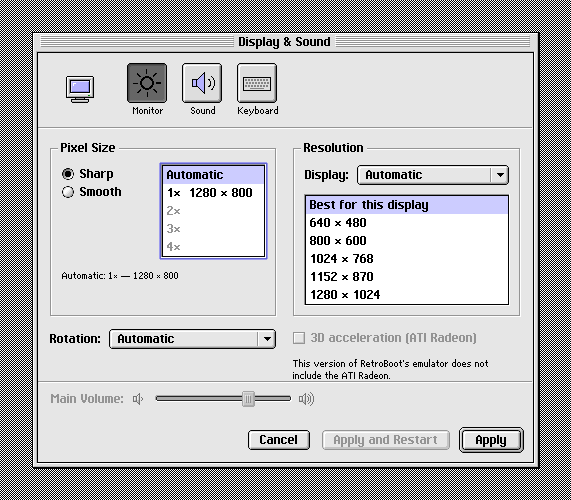 Display & Sound
Monitor
Sound
Keyboard
Pixel Size
Sharp
Smooth
Automatic
1× 1280 × 800
2×
3×
4×
Automatic: 1× — 1280 × 800
Resolution
Display: Automatic
Best for this display
640 × 480
800 × 600
1024 × 768
1152 × 870
1280 × 1024
Rotation: Automatic
3D acceleration (ATI Radeon)
This version of RetroBoot's emulator does not
include the ATI Radeon.
Main Volume:
Cancel
Apply and Restart
Apply